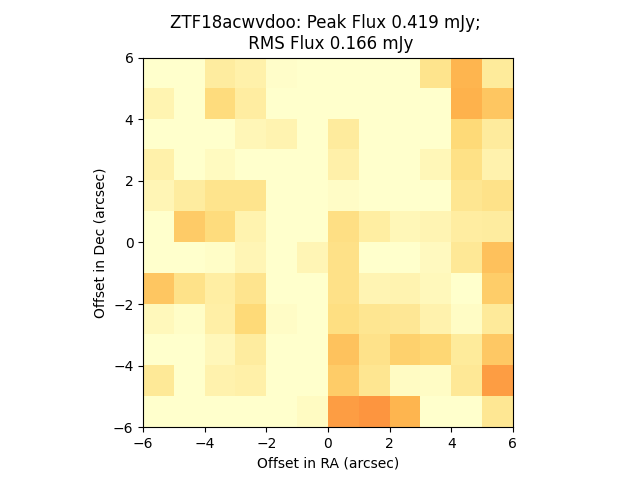 ZTF18acwvdoo: Peak Flux 0.419 mJy;
RMS Flux 0.166 mJy
6
4
2
0
−2
−4
−6
Offset in Dec (arcsec)
−6 −4 −2 0 2 4 6
Offset in RA (arcsec)